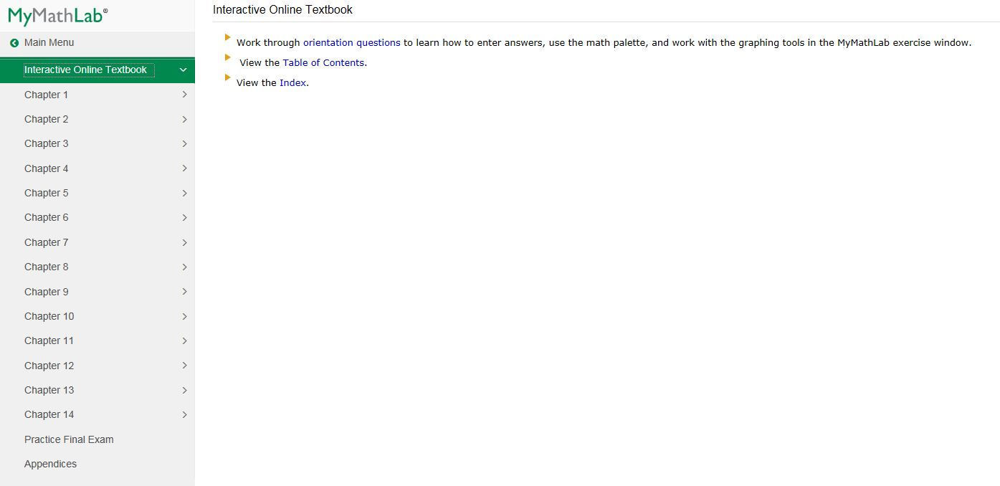 MyMathLab®
Main Menu
Interactive Online Textbook
Chapter 1
Chapter 2
Chapter 3
Chapter 4
Chapter 5
Chapter 6
Chapter 7
Chapter 8
Chapter 9
Chapter 10
Chapter 11
Chapter 12
Chapter 13
Chapter 14
Practice Final Exam
Appendices
Interactive Online Textbook
Work through orientation questions to learn how to enter answers, use the math palette, and work with the graphing tools in the MyMathLab exercise window.
View the Table of Contents.
View the Index.